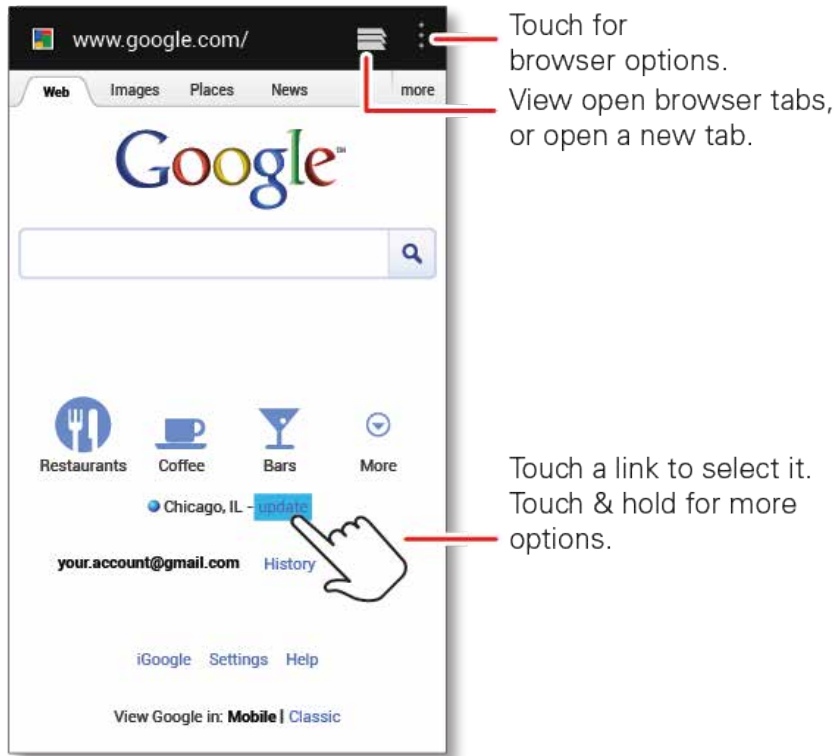 www.google.com/
Web Images Places News more
Google™
Restaurants Coffee Bars More
Chicago, IL - update
your.account@gmail.com History
iGoogle Settings Help
View Google in: Mobile | Classic
Touch for
browser options.
View open browser tabs,
or open a new tab.
Touch a link to select it.
Touch & hold for more
options.